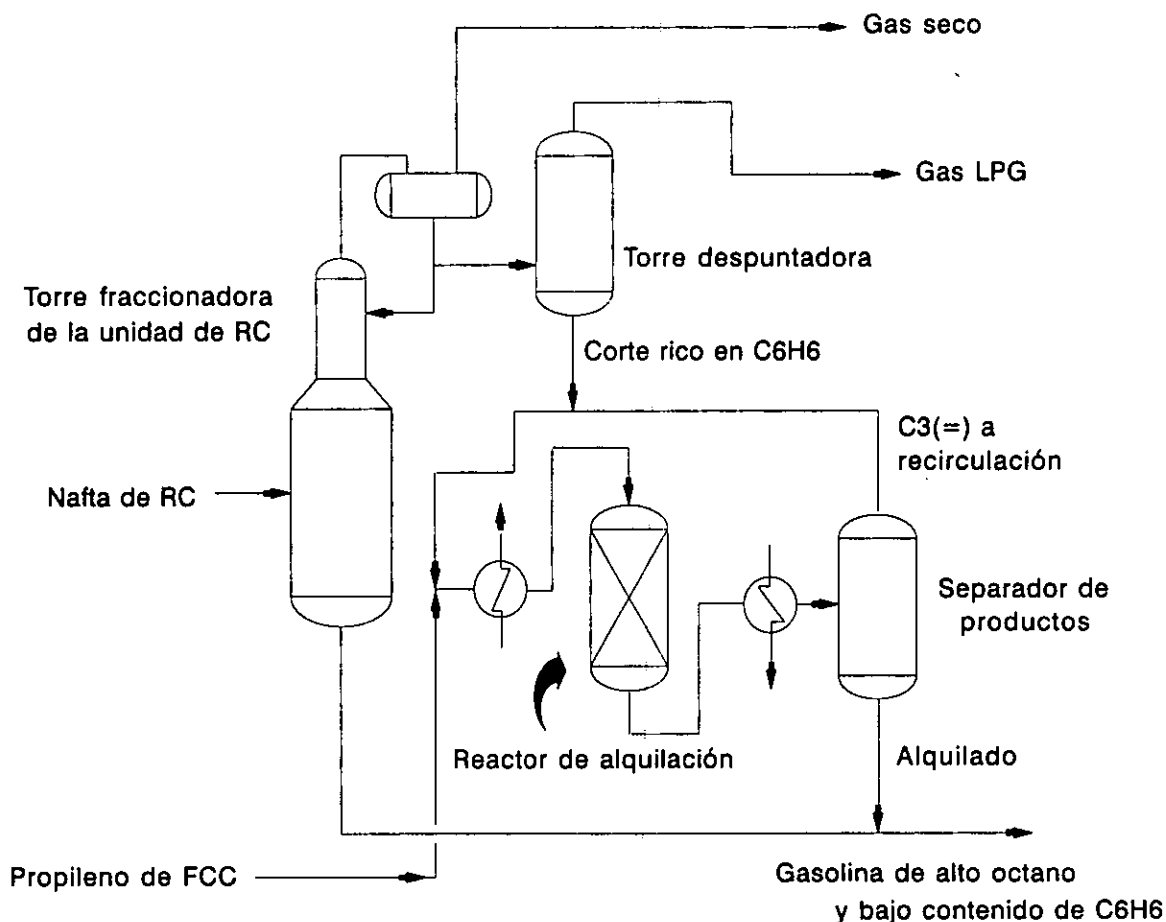 Gas seco
Gas LPG
Torre despuntadora
Torre fraccionadora
de la unidad de RC
Corte rico en C6H6
C3(=) a
recirculación
Nafta de RC
Separador de
productos
Reactor de alquilación
Alquilado
Propileno de FCC
Gasolina de alto octano
y bajo contenido de C6H6